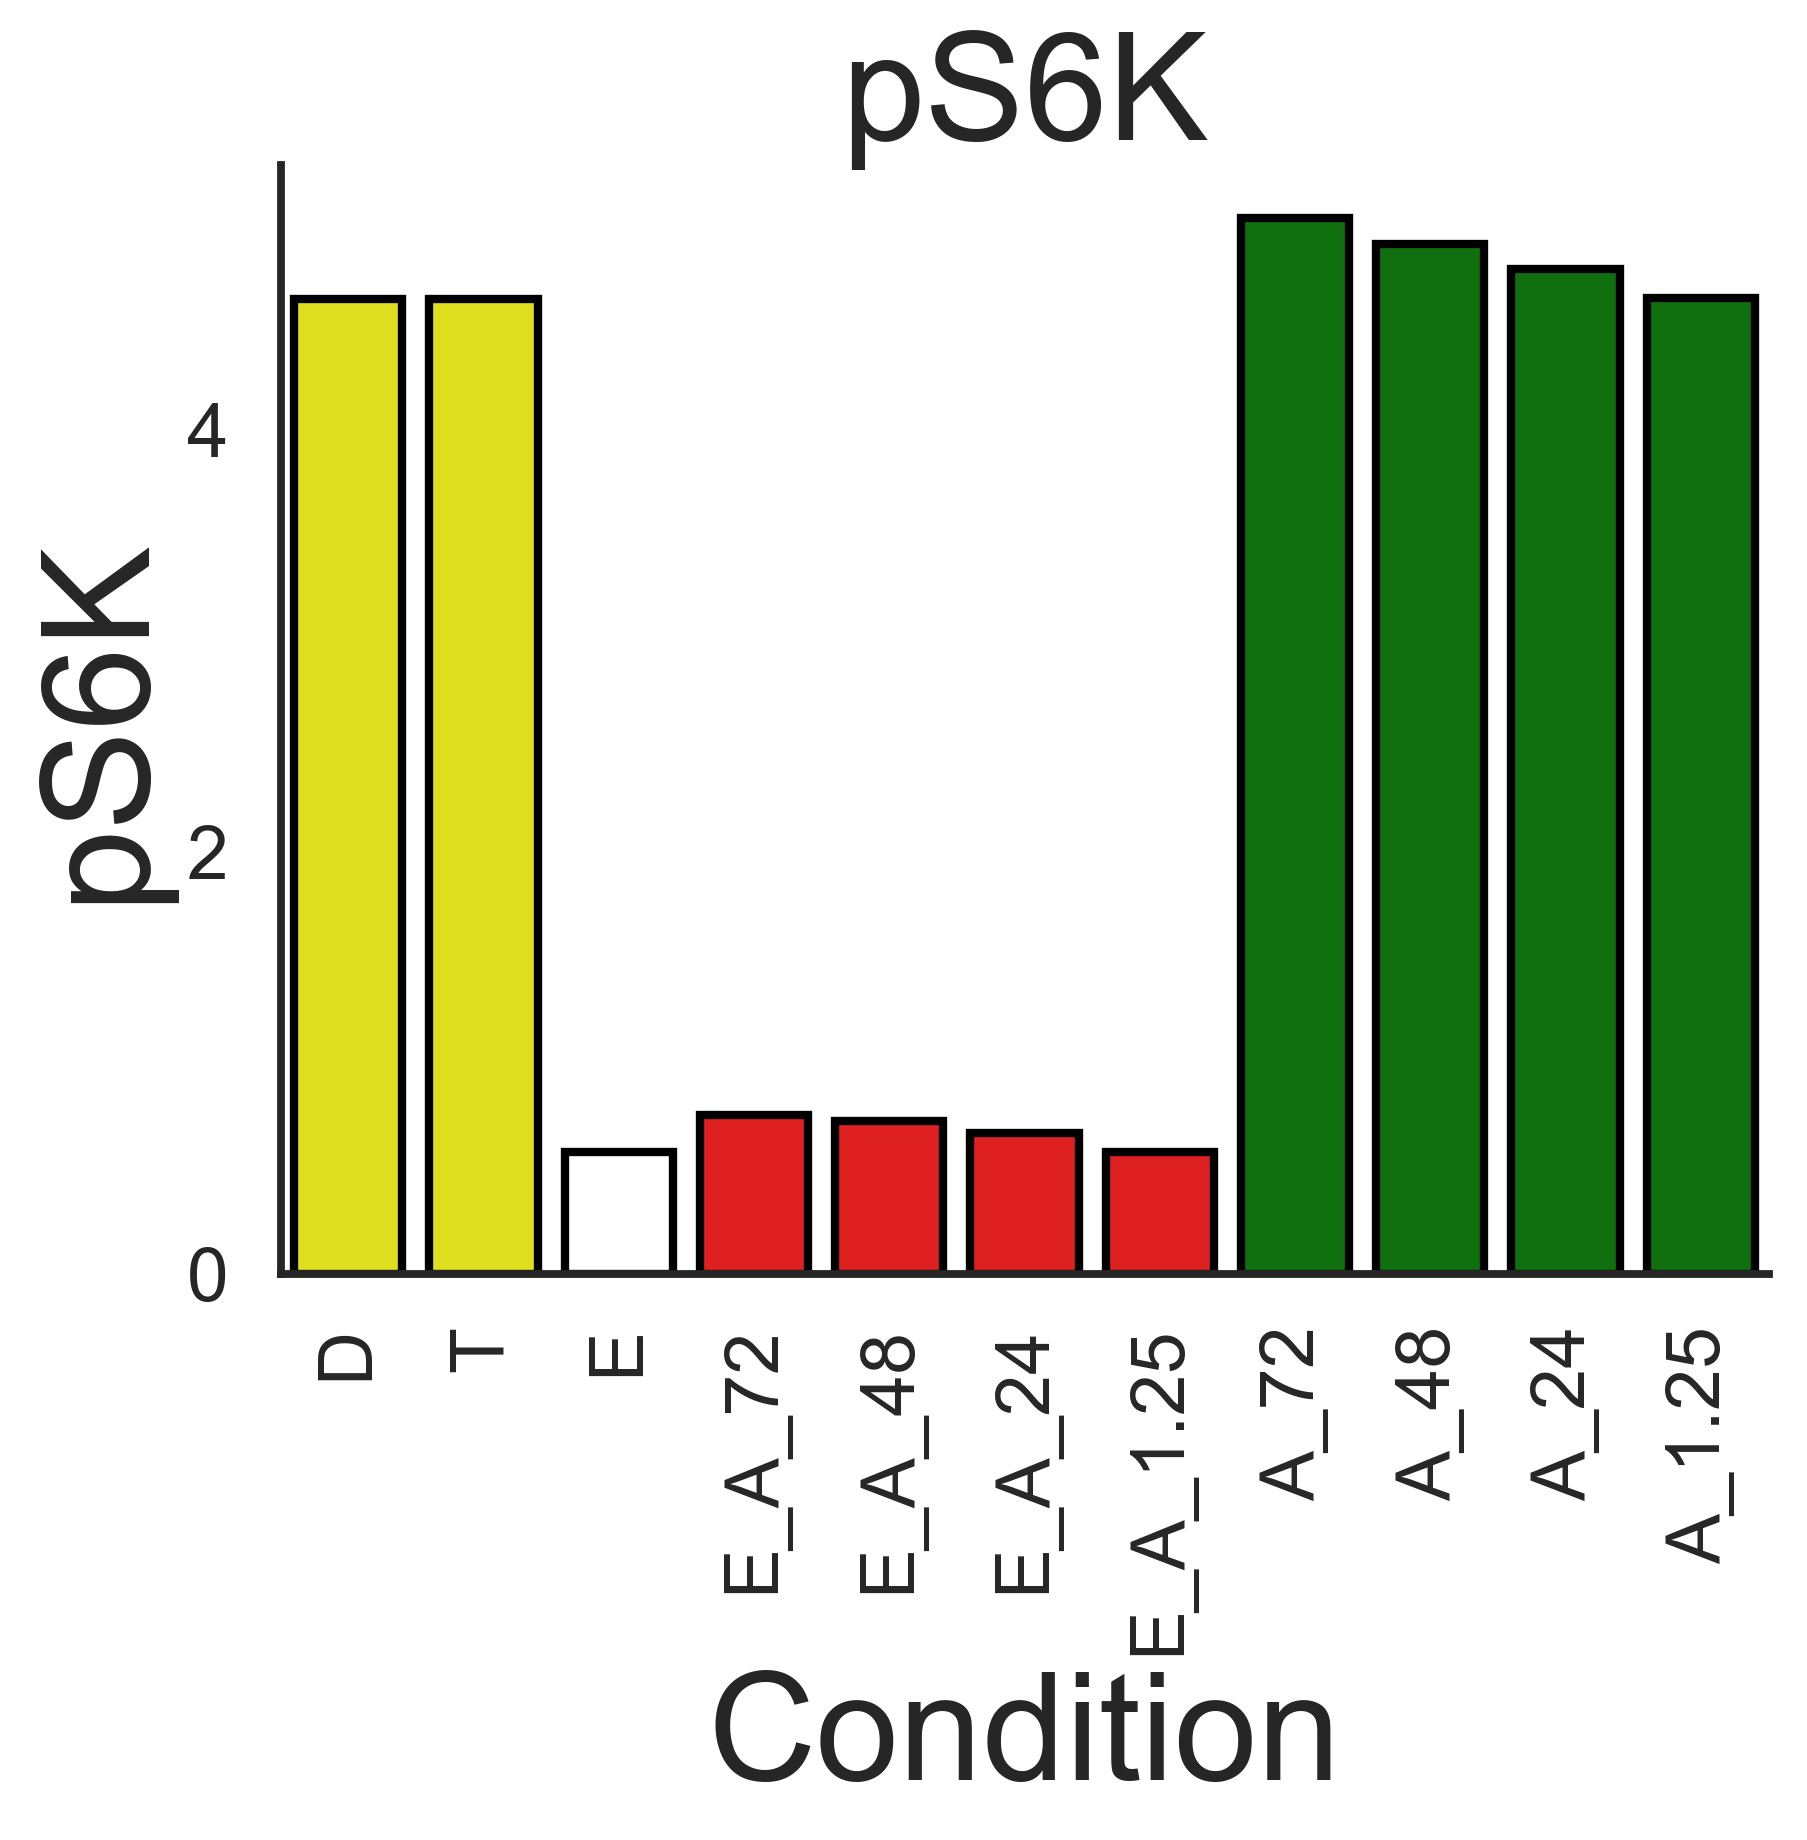 pS6K
pS6K
4
2
0
D
T
E
E_A_72
E_A_48
E_A_24
E_A_1.25
A_72
A_48
A_24
A_1.25
Condition